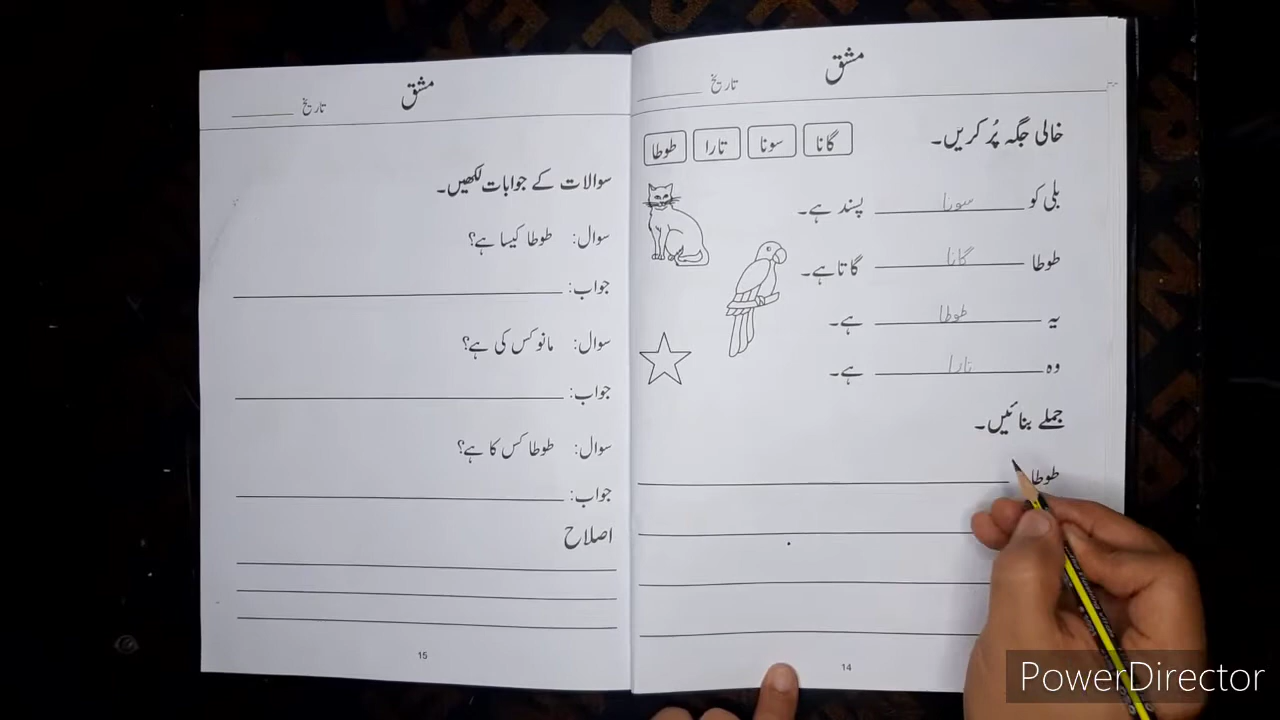 مشق
تاریخ
خالی جگہ پُر کریں۔
گانا سونا تارا طوطا
بلی کو سونا پسند ہے۔
طوطا گانا گاتا ہے۔
یہ طوطا ہے۔
وہ تارا ہے۔
جملے بنائیں۔
طوطا
14
مشق
تاریخ
سوالات کے جوابات لکھیں۔
سوال: طوطا کیسا ہے؟
جواب:
سوال: مانو کس کی ہے؟
جواب:
سوال: طوطا کس کا ہے؟
جواب:
اصلاح
15
PowerDirector